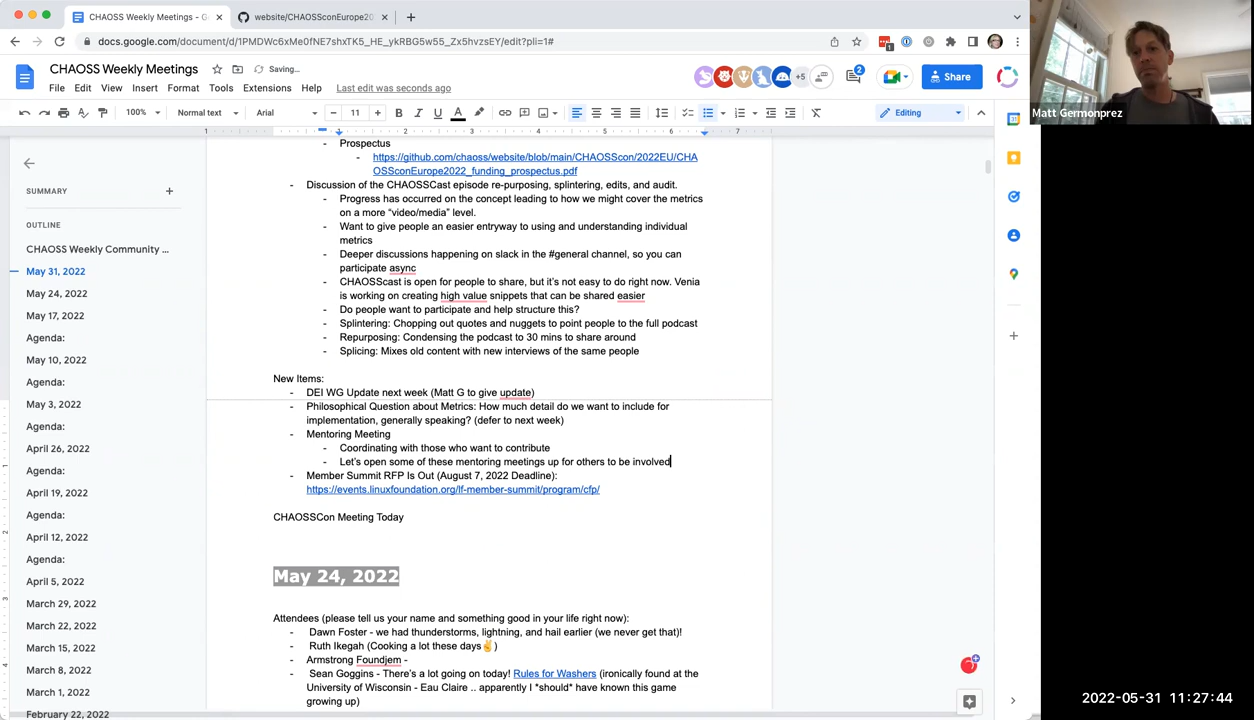 CHAOSS Weekly Meetings - G
website/CHAOSSconEurope20
docs.google.com/document/d/1PMDWc6xMe0fNE7shxTK5_HE_ykRBG5w55_Zx5hvzsEY/edit?pli=1#
CHAOSS Weekly Meetings
Saving...
+5
2
Share
File Edit View Insert Format Tools Extensions Help
Last edit was seconds ago
100% Normal text Arial 11 Editing
Matt Germonprez
SUMMARY
OUTLINE
CHAOSS Weekly Community ...
May 31, 2022
May 24, 2022
May 17, 2022
Agenda:
May 10, 2022
Agenda:
May 3, 2022
Agenda:
April 26, 2022
Agenda:
April 19, 2022
Agenda:
April 12, 2022
Agenda:
April 5, 2022
March 29, 2022
March 22, 2022
March 15, 2022
March 8, 2022
March 1, 2022
February 22, 2022
- Prospectus
- https://github.com/chaoss/website/blob/main/CHAOSScon/2022EU/CHA
OSSconEurope2022_funding_prospectus.pdf
- Discussion of the CHAOSSCast episode re-purposing, splintering, edits, and audit.
- Progress has occurred on the concept leading to how we might cover the metrics
on a more “video/media” level.
- Want to give people an easier entryway to using and understanding individual
metrics
- Deeper discussions happening on slack in the #general channel, so you can
participate async
- CHAOSScast is open for people to share, but it’s not easy to do right now. Venia
is working on creating high value snippets that can be shared easier
- Do people want to participate and help structure this?
- Splintering: Chopping out quotes and nuggets to point people to the full podcast
- Repurposing: Condensing the podcast to 30 mins to share around
- Splicing: Mixes old content with new interviews of the same people
New Items:
- DEI WG Update next week (Matt G to give update)
- Philosophical Question about Metrics: How much detail do we want to include for
implementation, generally speaking? (defer to next week)
- Mentoring Meeting
- Coordinating with those who want to contribute
- Let’s open some of these mentoring meetings up for others to be involved
- Member Summit RFP Is Out (August 7, 2022 Deadline):
https://events.linuxfoundation.org/lf-member-summit/program/cfp/
CHAOSSCon Meeting Today
May 24, 2022
Attendees (please tell us your name and something good in your life right now):
- Dawn Foster - we had thunderstorms, lightning, and hail earlier (we never get that)!
- Ruth Ikegah (Cooking a lot these days✌)
- Armstrong Foundjem -
- Sean Goggins - There’s a lot going on today! Rules for Washers (ironically found at the
University of Wisconsin - Eau Claire .. apparently I *should* have known this game
growing up)
2022-05-31 11:27:44